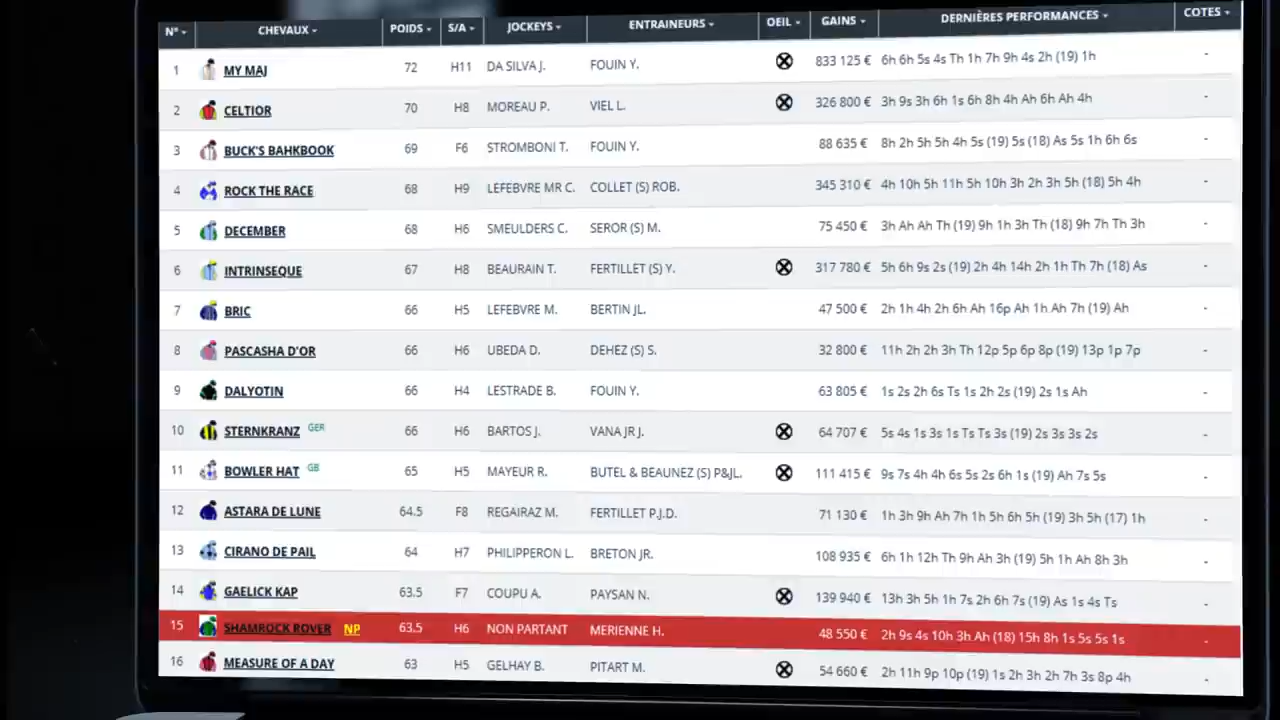 N° CHEVAUX POIDS S/A JOCKEYS ENTRAINEURS OEIL GAINS DERNIÈRES PERFORMANCES COTES
1 MY MAJ 72 H11 DA SILVA J. FOUIN Y. 833 125 € 6h 6h 5s 4s Th 1h 7h 9h 4s 2h (19) 1h -
2 CELTIOR 70 H8 MOREAU P. VIEL L. 326 800 € 3h 9s 3h 6h 1s 6h 8h 4h Ah 6h Ah 4h -
3 BUCK'S BAHKBOOK 69 F6 STROMBONI T. FOUIN Y. 88 635 € 8h 2h 5h 5h 4h 5s (19) 5s (18) As 5s 1h 6h 6s -
4 ROCK THE RACE 68 H9 LEFEBVRE MR C. COLLET (S) ROB. 345 310 € 4h 10h 5h 11h 5h 10h 3h 2h 3h 5h (18) 5h 4h -
5 DECEMBER 68 H6 SMEULDERS C. SEROR (S) M. 75 450 € 3h Ah Ah Th (19) 9h 1h 3h Th (18) 9h 7h Th 3h -
6 INTRINSEQUE 67 H8 BEAURAIN T. FERTILLET (S) Y. 317 780 € 5h 6h 9s 2s (19) 2h 4h 14h 2h 1h Th 7h (18) As -
7 BRIC 66 H5 LEFEBVRE M. BERTIN JL. 47 500 € 2h 1h 4h 2h 6h Ah 16p Ah 1h Ah 7h (19) Ah -
8 PASCASHA D'OR 66 H6 UBEDA D. DEHEZ (S) S. 32 800 € 11h 2h 2h 3h Th 12p 5p 6p 8p (19) 13p 1p 7p -
9 DALYOTIN 66 H4 LESTRADE B. FOUIN Y. 63 805 € 1s 2s 2h 6s Ts 1s 2h 2s (19) 2s 1s Ah -
10 STERNKRANZ GER 66 H6 BARTOS J. VANA JR J. 64 707 € 5s 4s 1s 3s 1s Ts Ts 3s (19) 2s 3s 3s 2s -
11 BOWLER HAT GB 65 H5 MAYEUR R. BUTEL & BEAUNEZ (S) P&JL. 111 415 € 9s 7s 4h 4h 6s 5s 2s 6h 1s (19) Ah 7s 5s -
12 ASTARA DE LUNE 64.5 F8 REGAIRAZ M. FERTILLET P.J.D. 71 130 € 1h 3h 9h Ah 7h 1h 5h 6h 5h (19) 3h 5h (17) 1h -
13 CIRANO DE PAIL 64 H7 PHILIPPERON L. BRETON JR. 108 935 € 6h 1h 12h Th 9h Ah 3h (19) 5h 1h Ah 8h 3h -
14 GAELICK KAP 63.5 F7 COUPU A. PAYSAN N. 139 940 € 13h 3h 5h 1h 7s 2h 6h 7s (19) As 1s 4s Ts -
15 SHAMROCK ROVER NP 63.5 H6 NON PARTANT MERIENNE H. 48 550 € 2h 9s 4s 10h 3h Ah (18) 15h 8h 1s 5s 5s 1s -
16 MEASURE OF A DAY 63 H5 GELHAY B. PITART M. 54 660 € 2h 11h 9p 10p (19) 1s 2h 3h 2h 7h 3s 8p 4h -